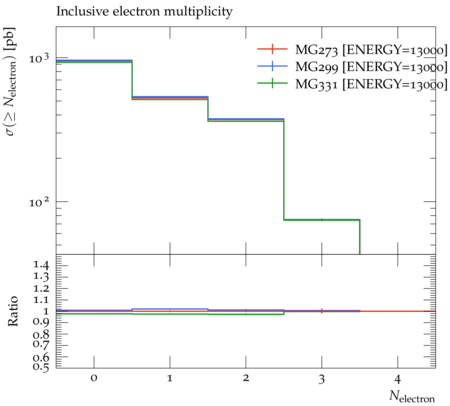 Inclusive electron multiplicity
σ(≥ N_electron) [pb]
10³
10²
MG273 [ENERGY=13000]
MG299 [ENERGY=13000]
MG331 [ENERGY=13000]
Ratio
1.4
1.3
1.2
1.1
1
0.9
0.8
0.7
0.6
0.5
0 1 2 3 4
N_electron